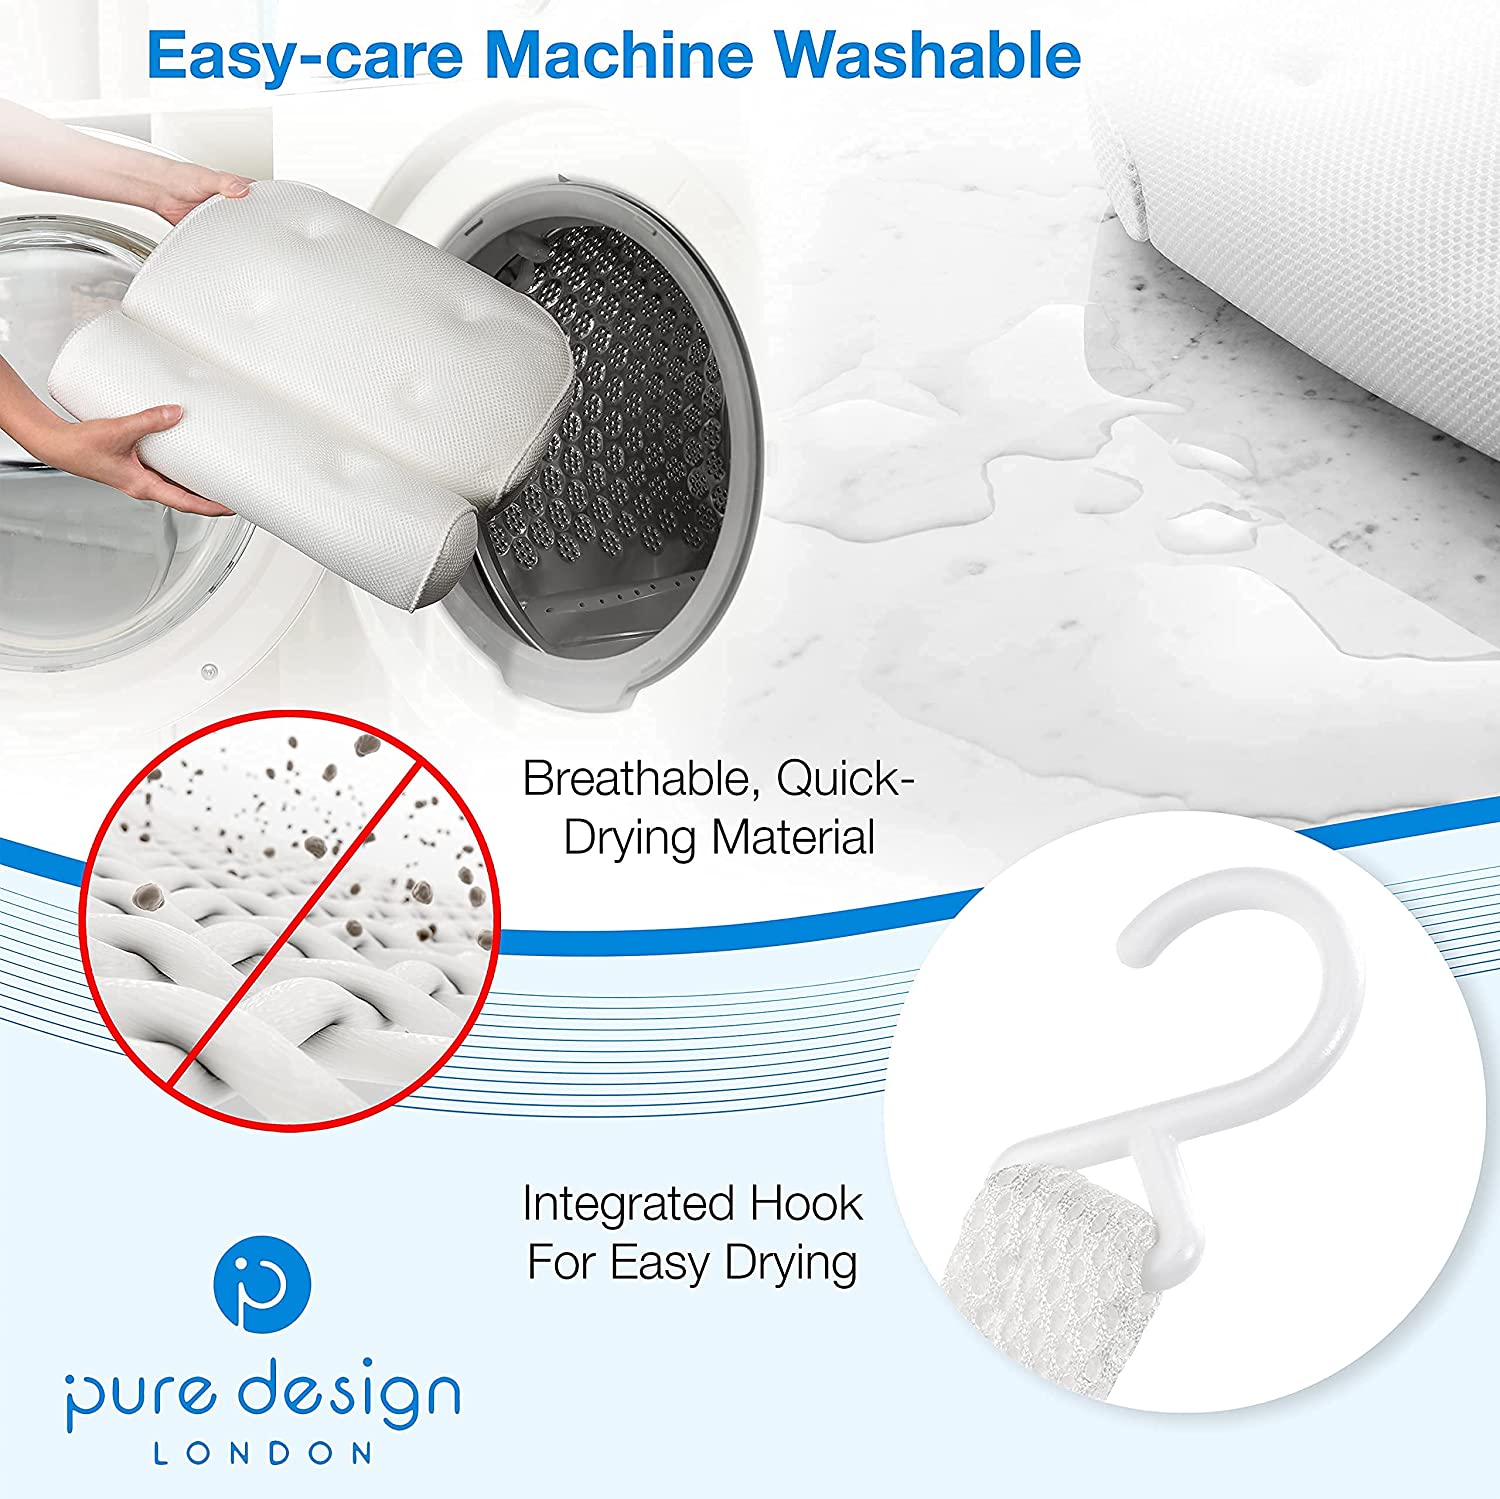 Easy-care Machine Washable
Breathable, Quick-
Drying Material
Integrated Hook
For Easy Drying
pure design
LONDON